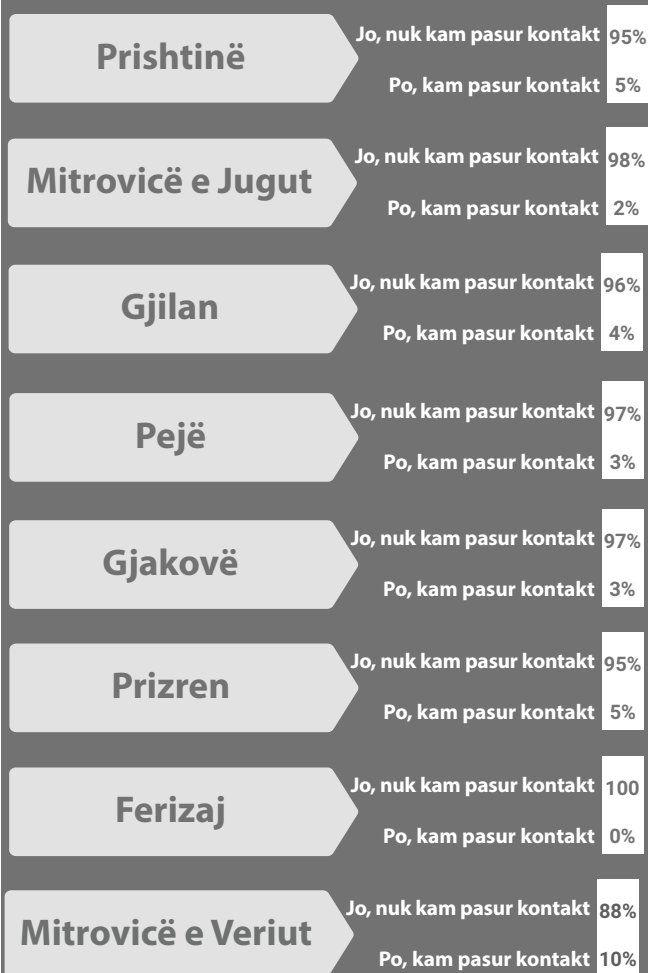 Prishtinë
Jo, nuk kam pasur kontakt 95%
Po, kam pasur kontakt 5%
Mitrovicë e Jugut
Jo, nuk kam pasur kontakt 98%
Po, kam pasur kontakt 2%
Gjilan
Jo, nuk kam pasur kontakt 96%
Po, kam pasur kontakt 4%
Pejë
Jo, nuk kam pasur kontakt 97%
Po, kam pasur kontakt 3%
Gjakovë
Jo, nuk kam pasur kontakt 97%
Po, kam pasur kontakt 3%
Prizren
Jo, nuk kam pasur kontakt 95%
Po, kam pasur kontakt 5%
Ferizaj
Jo, nuk kam pasur kontakt 100
Po, kam pasur kontakt 0%
Mitrovicë e Veriut
Jo, nuk kam pasur kontakt 88%
Po, kam pasur kontakt 10%